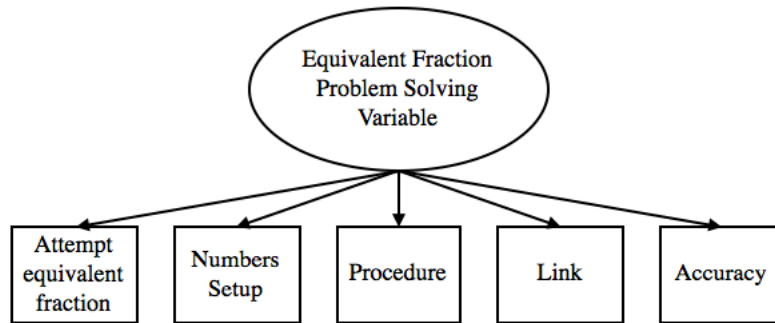 Equivalent Fraction
Problem Solving
Variable
Attempt
equivalent
fraction
Numbers
Setup
Procedure
Link
Accuracy